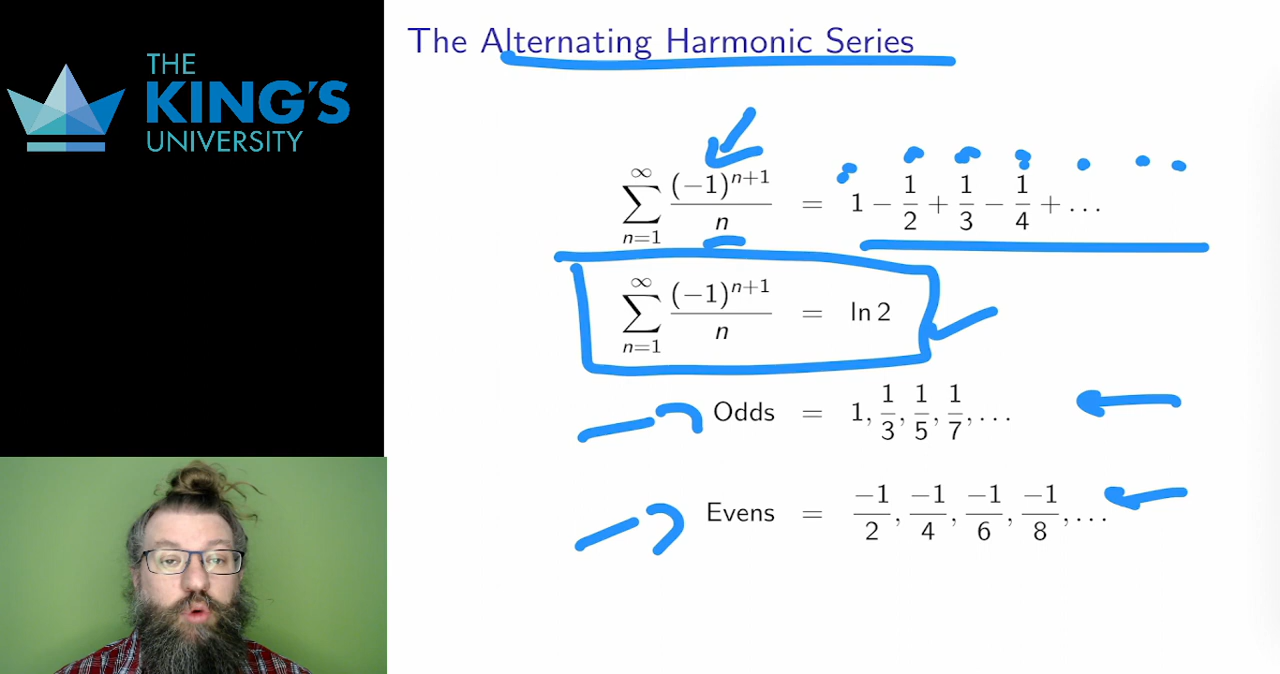 THE
KING'S
UNIVERSITY
The Alternating Harmonic Series
∑_{n=1}^{∞} (−1)^{n+1}/n = 1 − 1/2 + 1/3 − 1/4 + ...
∑_{n=1}^{∞} (−1)^{n+1}/n = ln 2
Odds = 1, 1/3, 1/5, 1/7, ...
Evens = −1/2, −1/4, −1/6, −1/8, ...